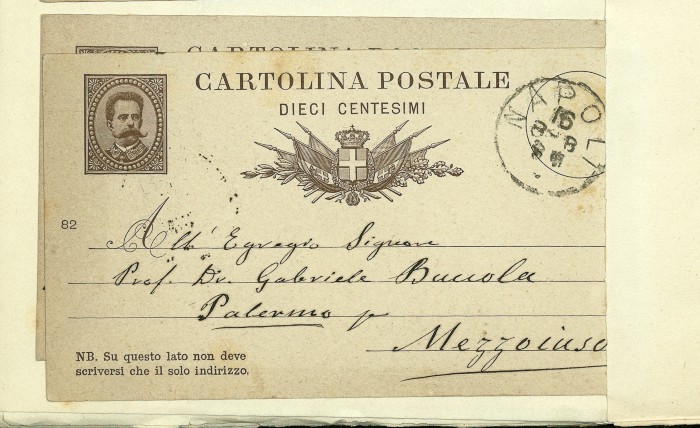 CARTOLINA POSTALE
DIECI CENTESIMI
NAPOLI
16
82
All' Egregio Signore
Prof. Dr. Gabriele Buccola
Palermo p
Mezzoiuso
NB. Su questo lato non deve
scriversi che il solo indirizzo.